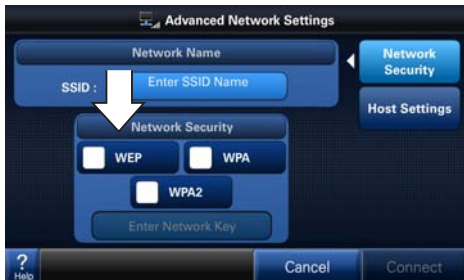 Advanced Network Settings
Network Name
SSID :
Enter SSID Name
Network Security
WEP
WPA
WPA2
Enter Network Key
Network
Security
Host Settings
?
Help
Cancel
Connect